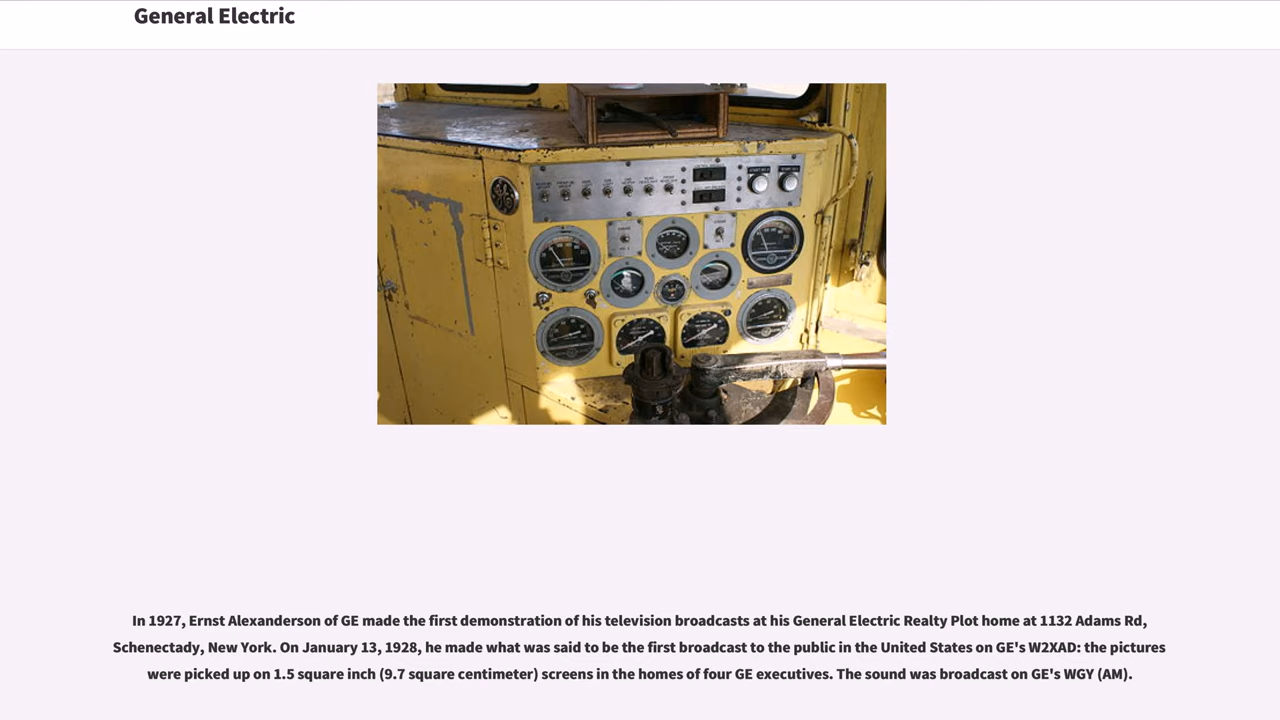 General Electric
In 1927, Ernst Alexanderson of GE made the first demonstration of his television broadcasts at his General Electric Realty Plot home at 1132 Adams Rd,
Schenectady, New York. On January 13, 1928, he made what was said to be the first broadcast to the public in the United States on GE's W2XAD: the pictures
were picked up on 1.5 square inch (9.7 square centimeter) screens in the homes of four GE executives. The sound was broadcast on GE's WGY (AM).